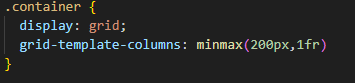 .container {
  display: grid;
  grid-template-columns: minmax(200px,1fr)
}